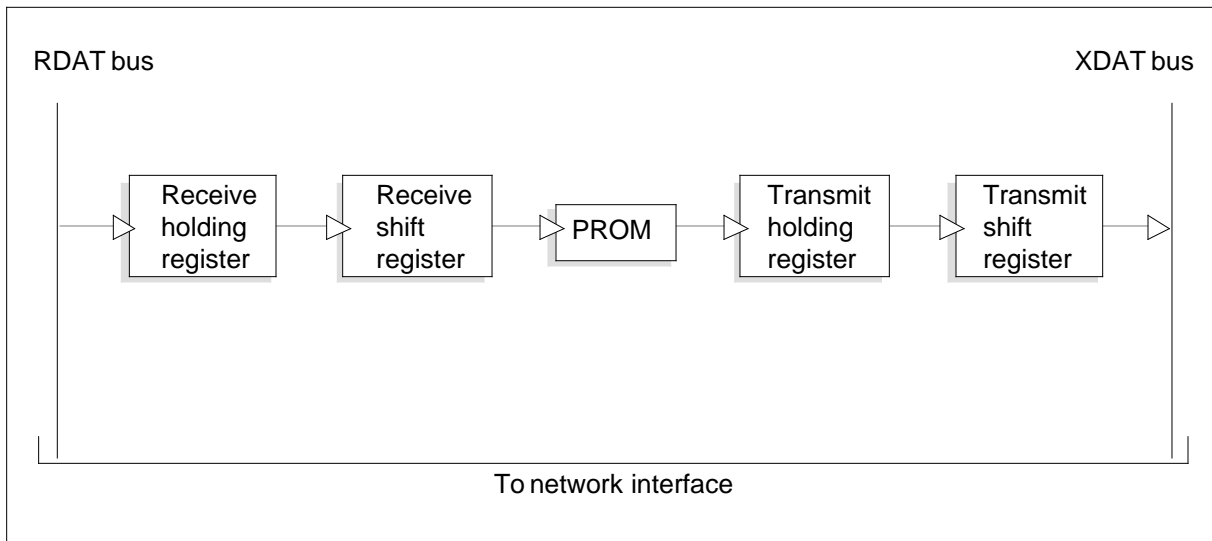 RDAT bus
XDAT bus
Receive
holding
register
Receive
shift
register
PROM
Transmit
holding
register
Transmit
shift
register
To network interface